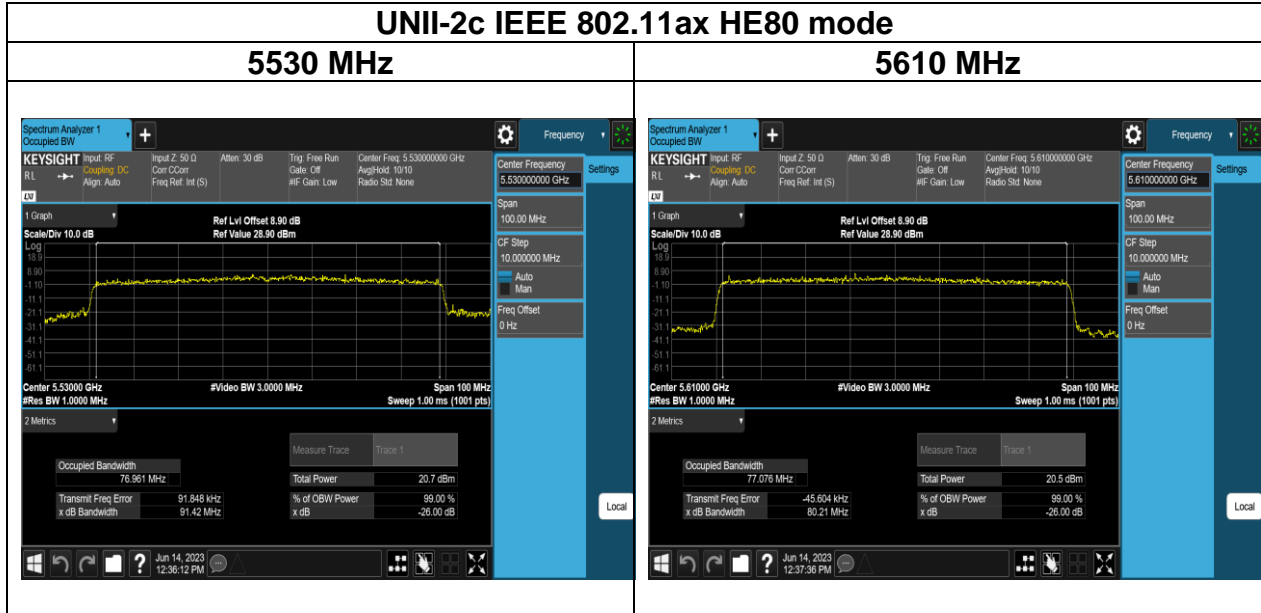 UNII-2c IEEE 802.11ax HE80 mode
5530 MHz
5610 MHz
Spectrum Analyzer 1
Occupied BW
+
Frequency
KEYSIGHT
Input: RF
Input Z: 50 Ω
Atten: 30 dB
Trig: Free Run
Center Freq: 5.530000000 GHz
RL
Coupling: DC
Corr CCorr
Gate: Off
Avg|Hold: 10/10
Align: Auto
Freq Ref: Int (S)
#IF Gain: Low
Radio Std: None
LXI
1 Graph
Ref Lvl Offset 8.90 dB
Scale/Div 10.0 dB
Ref Value 28.90 dBm
Log
18.9
8.90
-1.10
-11.1
-21.1
-31.1
-41.1
-51.1
-61.1
Center 5.53000 GHz
#Video BW 3.0000 MHz
Span 100 MHz
#Res BW 1.0000 MHz
Sweep 1.00 ms (1001 pts)
2 Metrics
Measure Trace
Trace 1
Occupied Bandwidth
76.961 MHz
Total Power
20.7 dBm
Transmit Freq Error
91.848 kHz
% of OBW Power
99.00 %
x dB Bandwidth
91.42 MHz
x dB
-26.00 dB
Center Frequency
5.530000000 GHz
Settings
Span
100.00 MHz
CF Step
10.000000 MHz
Auto
Man
Freq Offset
0 Hz
Local
?
Jun 14, 2023
12:36:12 PM
Spectrum Analyzer 1
Occupied BW
+
Frequency
KEYSIGHT
Input: RF
Input Z: 50 Ω
Atten: 30 dB
Trig: Free Run
Center Freq: 5.610000000 GHz
RL
Coupling: DC
Corr CCorr
Gate: Off
Avg|Hold: 10/10
Align: Auto
Freq Ref: Int (S)
#IF Gain: Low
Radio Std: None
LXI
1 Graph
Ref Lvl Offset 8.90 dB
Scale/Div 10.0 dB
Ref Value 28.90 dBm
Log
18.9
8.90
-1.10
-11.1
-21.1
-31.1
-41.1
-51.1
-61.1
Center 5.61000 GHz
#Video BW 3.0000 MHz
Span 100 MHz
#Res BW 1.0000 MHz
Sweep 1.00 ms (1001 pts)
2 Metrics
Measure Trace
Trace 1
Occupied Bandwidth
77.076 MHz
Total Power
20.5 dBm
Transmit Freq Error
-45.604 kHz
% of OBW Power
99.00 %
x dB Bandwidth
80.21 MHz
x dB
-26.00 dB
Center Frequency
5.610000000 GHz
Settings
Span
100.00 MHz
CF Step
10.000000 MHz
Auto
Man
Freq Offset
0 Hz
Local
?
Jun 14, 2023
12:37:36 PM